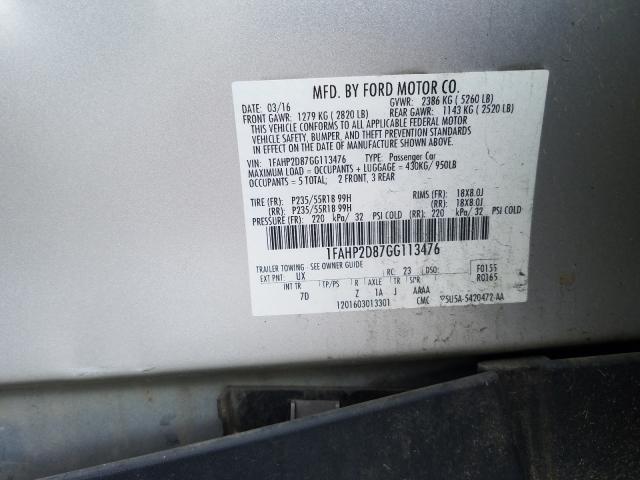 MFD. BY FORD MOTOR CO.
DATE: 03/16 GVWR: 2386 KG ( 5260 LB)
FRONT GAWR: 1279 KG ( 2820 LB) REAR GAWR: 1143 KG ( 2520 LB)
THIS VEHICLE CONFORMS TO ALL APPLICABLE FEDERAL MOTOR
VEHICLE SAFETY, BUMPER, AND THEFT PREVENTION STANDARDS
IN EFFECT ON THE DATE OF MANUFACTURE SHOWN ABOVE.
VIN: 1FAHP2D87GG113476 TYPE: Passenger Car
MAXIMUM LOAD = OCCUPANTS + LUGGAGE = 430KG/ 950LB
OCCUPANTS = 5 TOTAL; 2 FRONT, 3 REAR
TIRE (FR): P235/55R18 99H RIMS (FR): 18X8.0J
(RR): P235/55R18 99H (RR): 18X8.0J
PRESSURE (FR): 220 kPa/ 32 PSI COLD (RR): 220 kPa/ 32 PSI COLD
1FAHP2D87GG113476
TRAILER TOWING - SEE OWNER GUIDE F0155
EXT PNT: UX RC: 23 DSO: R0165
INT TR TP/PS R AXLE TR SPR
7D Z 1A J AAAA
1201603013301 CMC 5U5A-5420472-AA